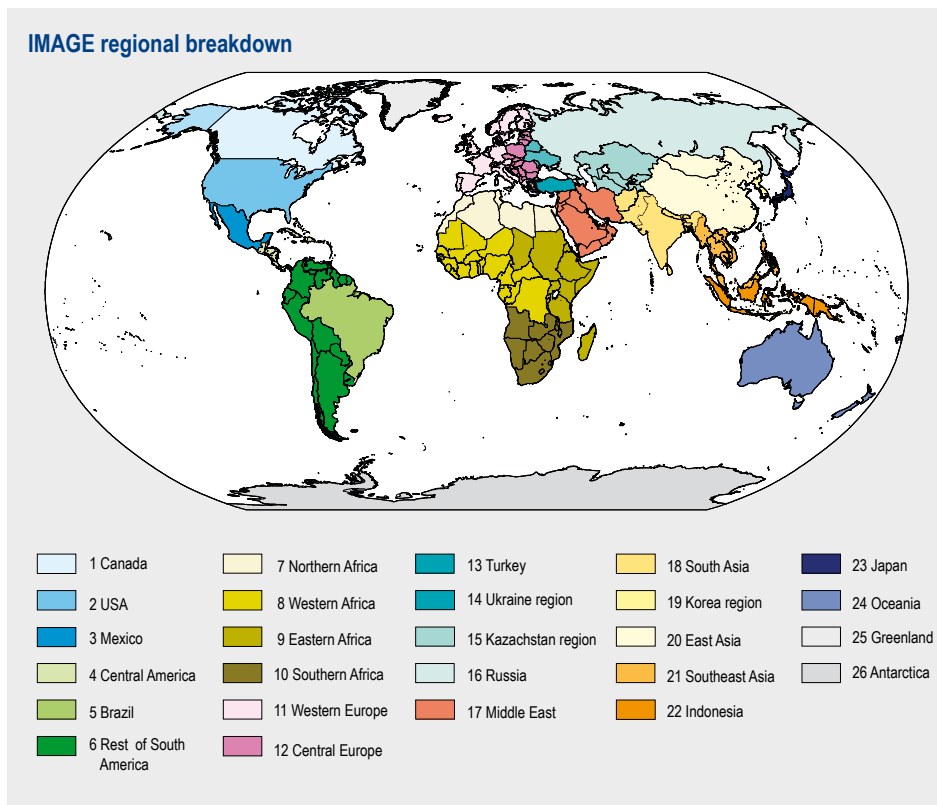 IMAGE regional breakdown
1 Canada
2 USA
3 Mexico
4 Central America
5 Brazil
6 Rest of South
America
7 Northern Africa
8 Western Africa
9 Eastern Africa
10 Southern Africa
11 Western Europe
12 Central Europe
13 Turkey
14 Ukraine region
15 Kazachstan region
16 Russia
17 Middle East
18 South Asia
19 Korea region
20 East Asia
21 Southeast Asia
22 Indonesia
23 Japan
24 Oceania
25 Greenland
26 Antarctica